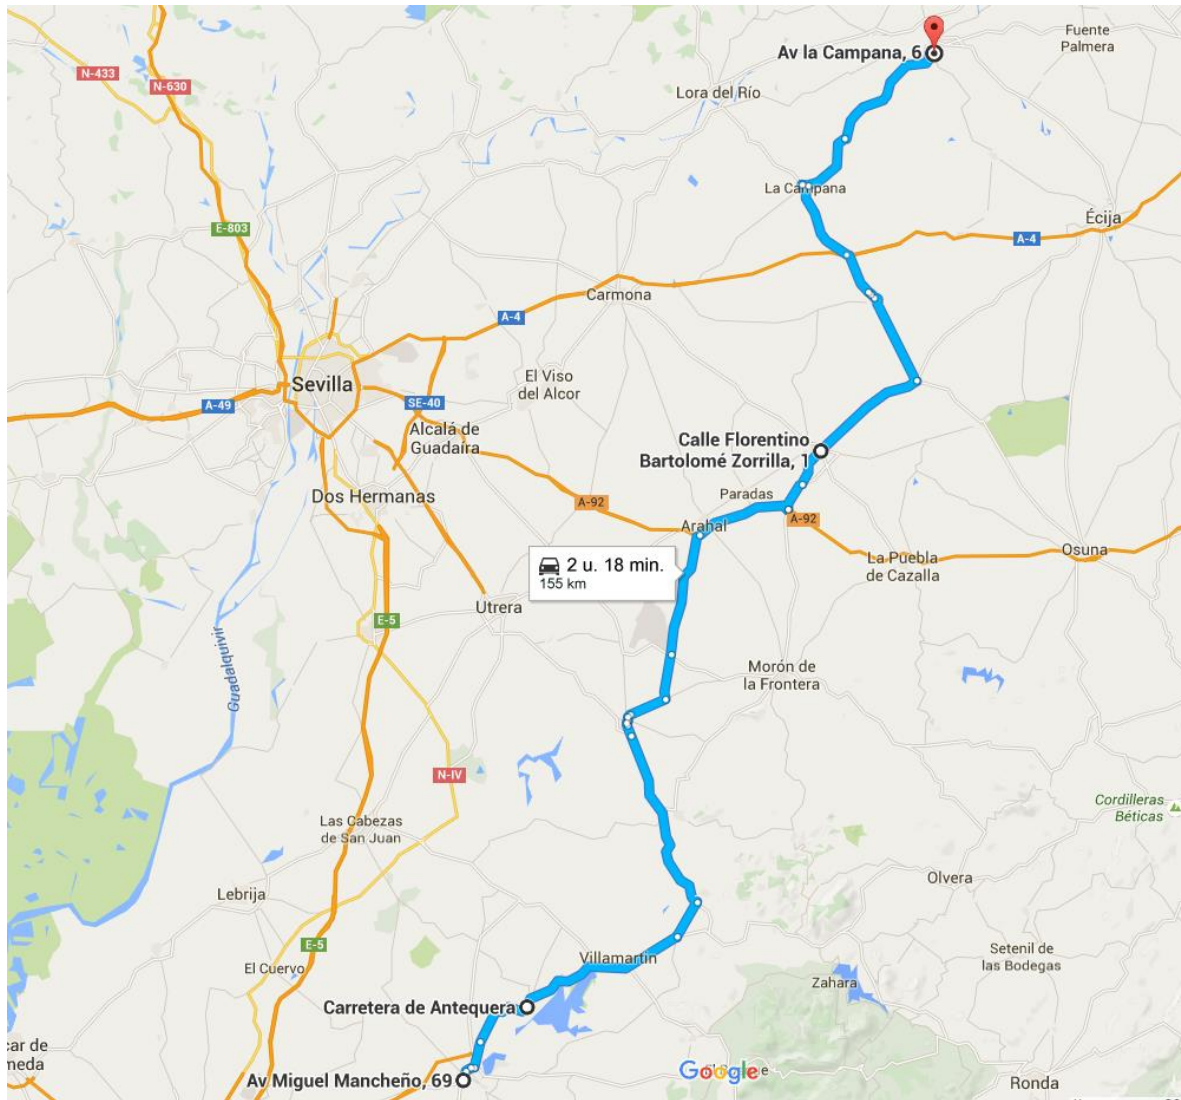 Av la Campana, 6
Fuente
Palmera
N-433
N-630
Lora del Río
La Campana
Écija
E-803
A-4
Carmona
A-4
El Viso
del Alcor
Sevilla
A-49
SE-40
Alcalá de
Guadaíra
Calle Florentino
Bartolomé Zorrilla, 1
Dos Hermanas
Paradas
A-92
A-92
Arahal
Osuna
La Puebla
de Cazalla
2 u. 18 min.
155 km
Utrera
E-5
Guadalquivir
Morón de
la Frontera
N-IV
Cordilleras
Béticas
Las Cabezas
de San Juan
Olvera
Lebrija
E-5
Setenil de
las Bodegas
Villamartín
El Cuervo
Zahara
Carretera de Antequera
car de
meda
Av Miguel Mancheño, 69
Google
Ronda